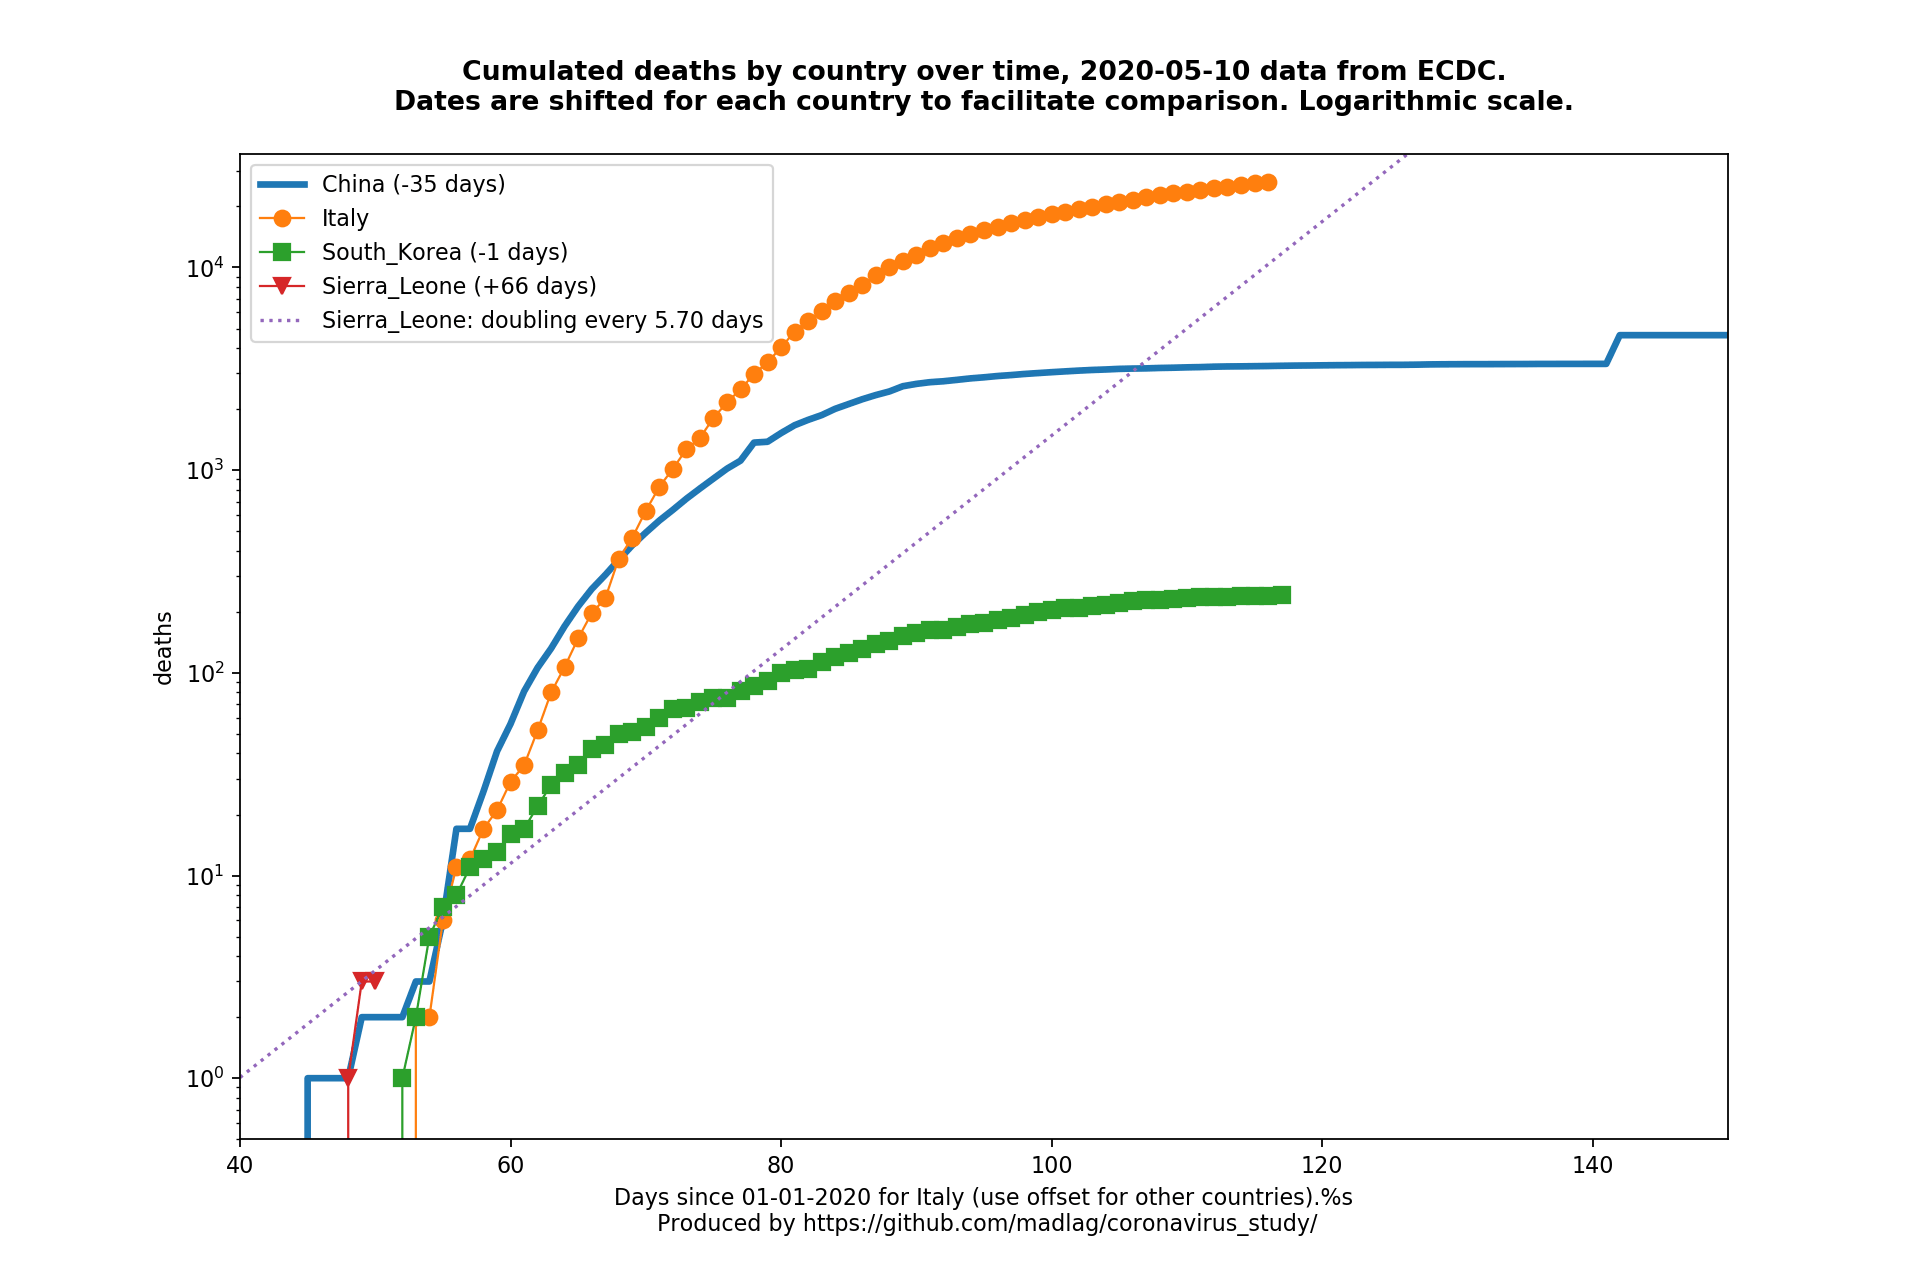 Cumulated deaths by country over time, 2020-05-10 data from ECDC.
Dates are shifted for each country to facilitate comparison. Logarithmic scale.
China (-35 days)
Italy
South_Korea (-1 days)
Sierra_Leone (+66 days)
Sierra_Leone: doubling every 5.70 days
deaths
10⁴
10³
10²
10¹
10⁰
40 60 80 100 120 140
Days since 01-01-2020 for Italy (use offset for other countries).%s
Produced by https://github.com/madlag/coronavirus_study/